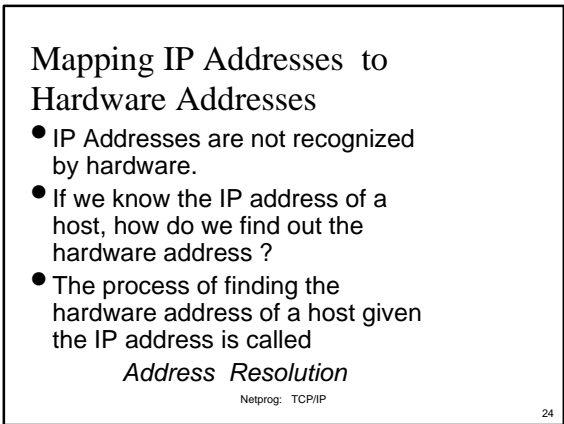 Mapping IP Addresses to
Hardware Addresses
• IP Addresses are not recognized
by hardware.
• If we know the IP address of a
host, how do we find out the
hardware address ?
• The process of finding the
hardware address of a host given
the IP address is called
Address Resolution
Netprog: TCP/IP
24